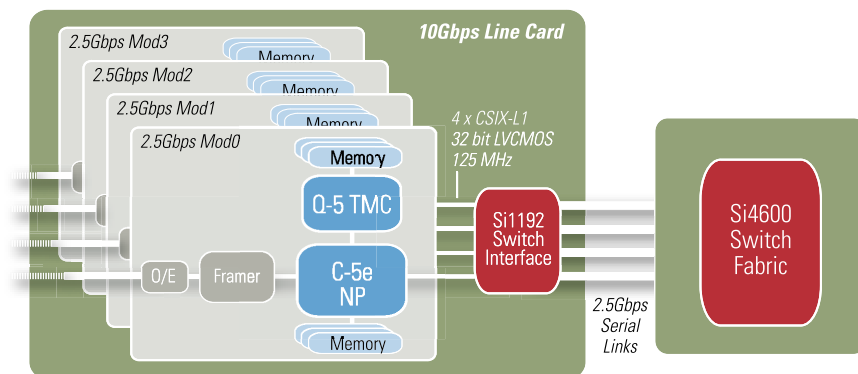 10Gbps Line Card
2.5Gbps Mod3
Memory
2.5Gbps Mod2
Memory
2.5Gbps Mod1
Memory
2.5Gbps Mod0
Memory
4 x CSIX-L1
32 bit LVCMOS
125 MHz
Q-5 TMC
Si1192
Switch
Interface
Si4600
Switch
Fabric
O/E
Framer
C-5e
NP
Memory
2.5Gbps
Serial
Links